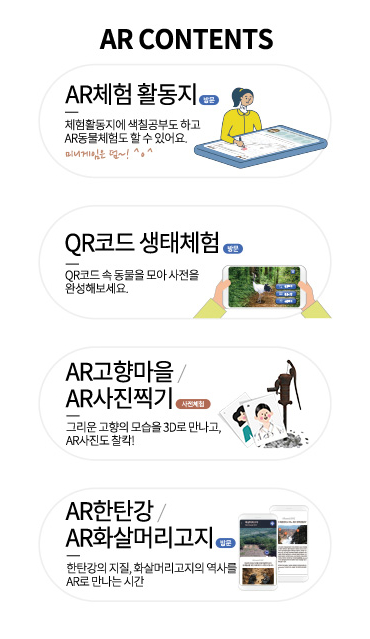 AR CONTENTS
AR체험 활동지 방문
체험활동지에 색칠공부도 하고
AR동물체험도 할 수 있어요.
미니게임은 덤~! ^o^
QR코드 생태체험 방문
QR코드 속 동물을 모아 사전을
완성해보세요.
AR고향마을 /
AR사진찍기 사전체험
그리운 고향의 모습을 3D로 만나고,
AR사진도 찰칵!
AR한탄강 /
AR화살머리고지 방문
한탄강의 지질, 화살머리고지의 역사를
AR로 만나는 시간